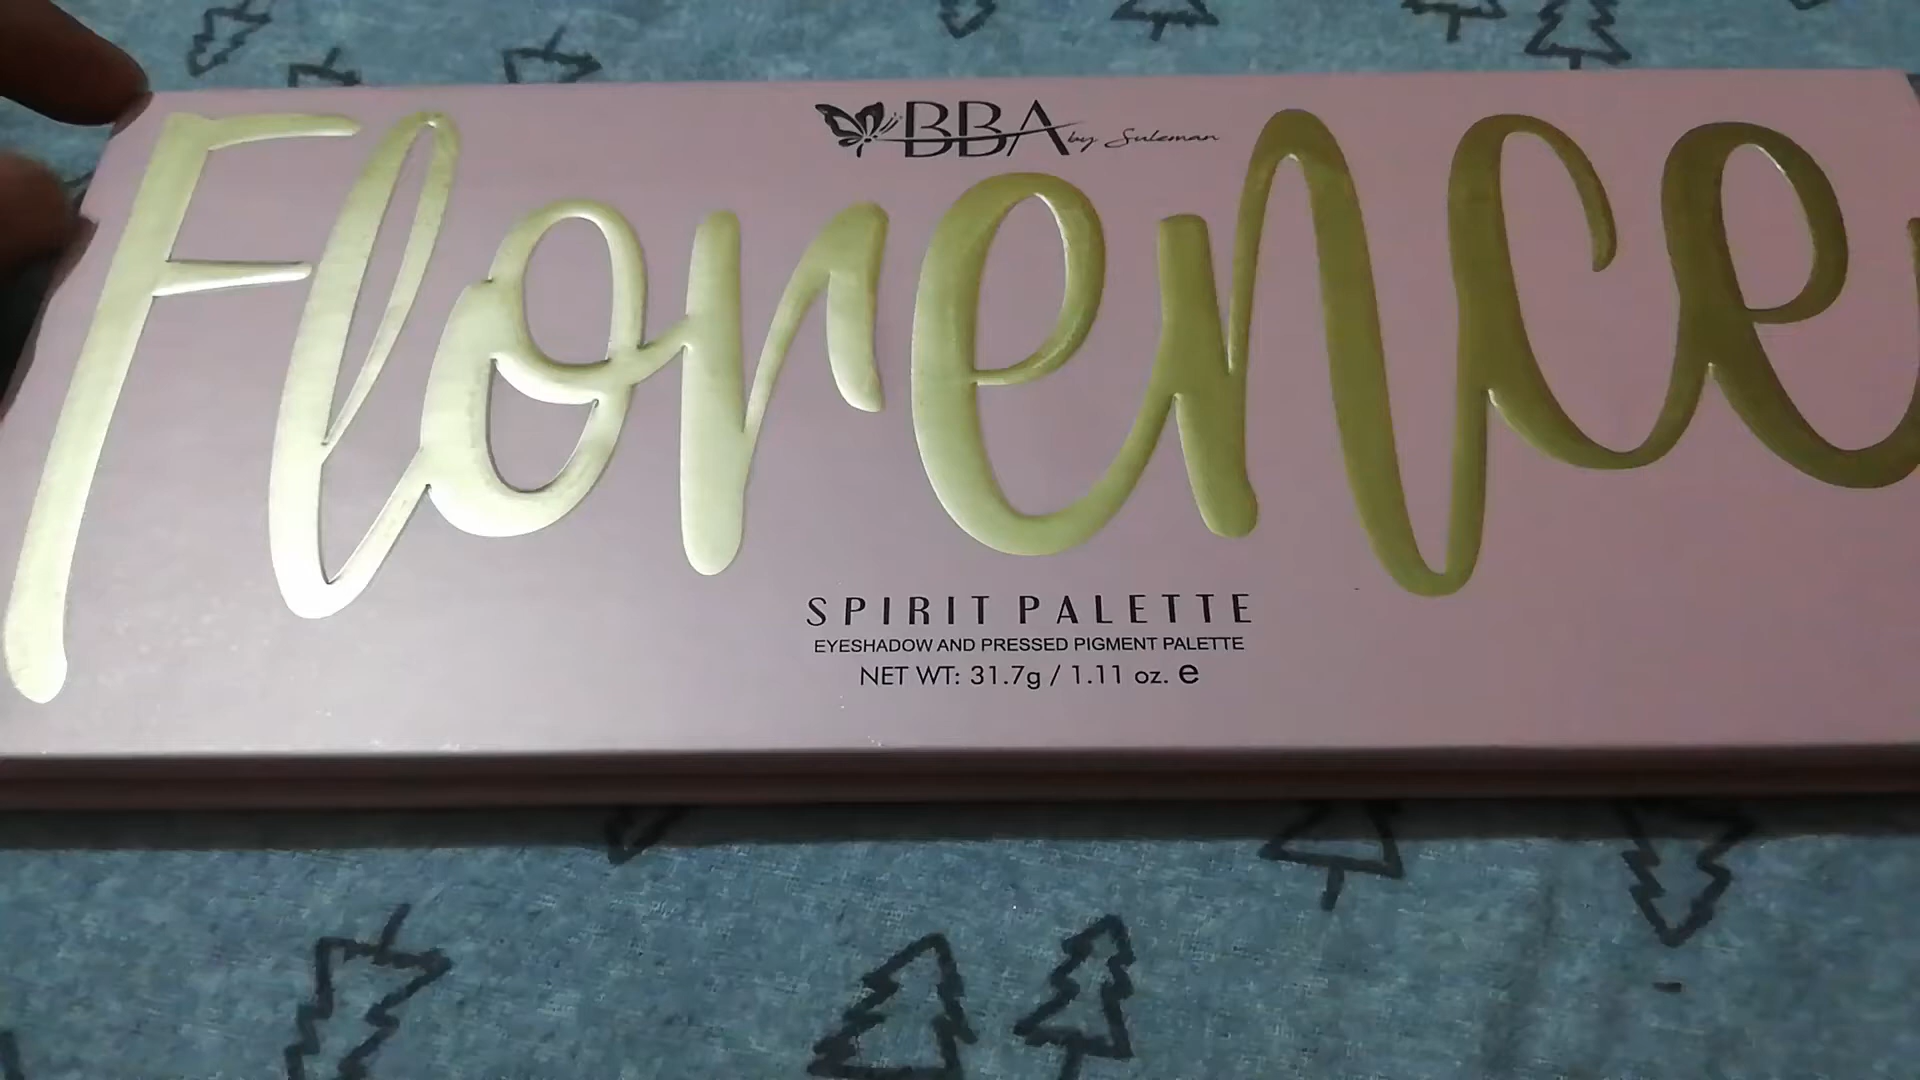 BBA by Suleman
Florence
SPIRIT PALETTE
EYESHADOW AND PRESSED PIGMENT PALETTE
NET WT: 31.7g / 1.11 oz. e